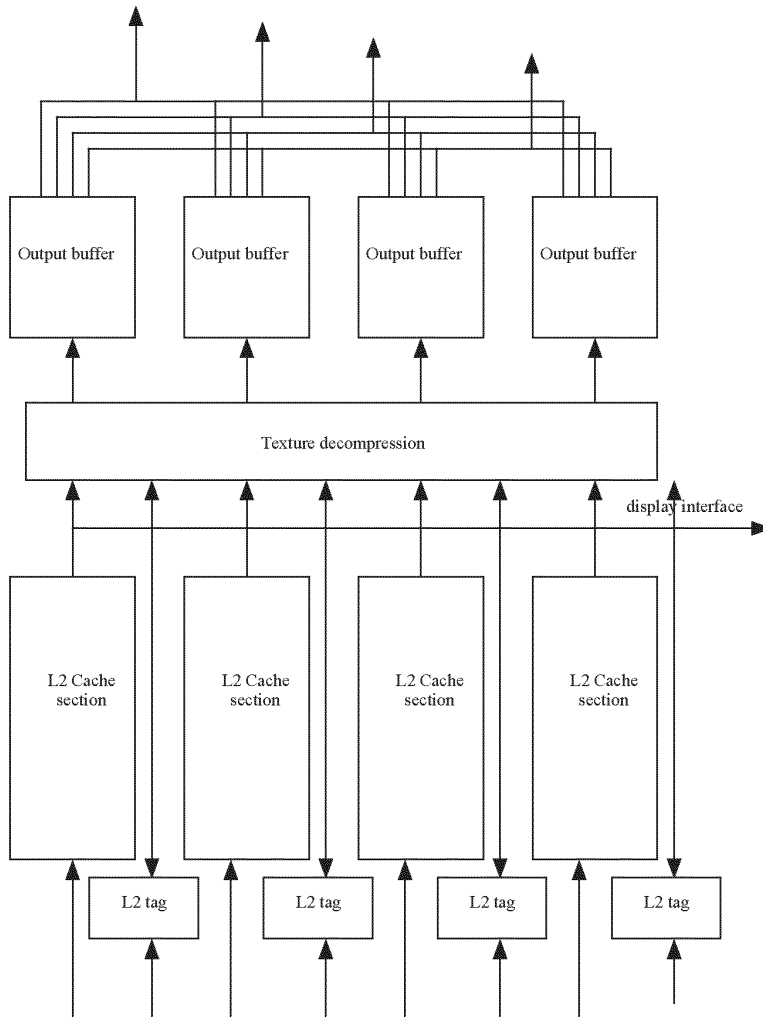 Output buffer
Output buffer
Output buffer
Output buffer
Texture decompression
display interface
L2 Cache
section
L2 Cache
section
L2 Cache
section
L2 Cache
section
L2 tag
L2 tag
L2 tag
L2 tag